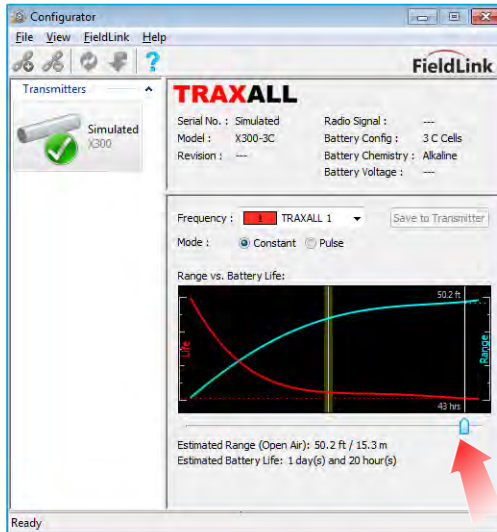 Configurator
File View FieldLink Help
FieldLink
Transmitters
Simulated
X300
TRAXALL
Serial No. : Simulated
Model : X300-3C
Revision : ---
Radio Signal : ---
Battery Config : 3 C Cells
Battery Chemistry : Alkaline
Battery Voltage : ---
Frequency : 1 TRAXALL 1
Save to Transmitter
Mode : Constant Pulse
Range vs. Battery Life:
50.2 ft
Life
Range
43 hrs
Estimated Range (Open Air): 50.2 ft / 15.3 m
Estimated Battery Life: 1 day(s) and 20 hour(s)
Ready